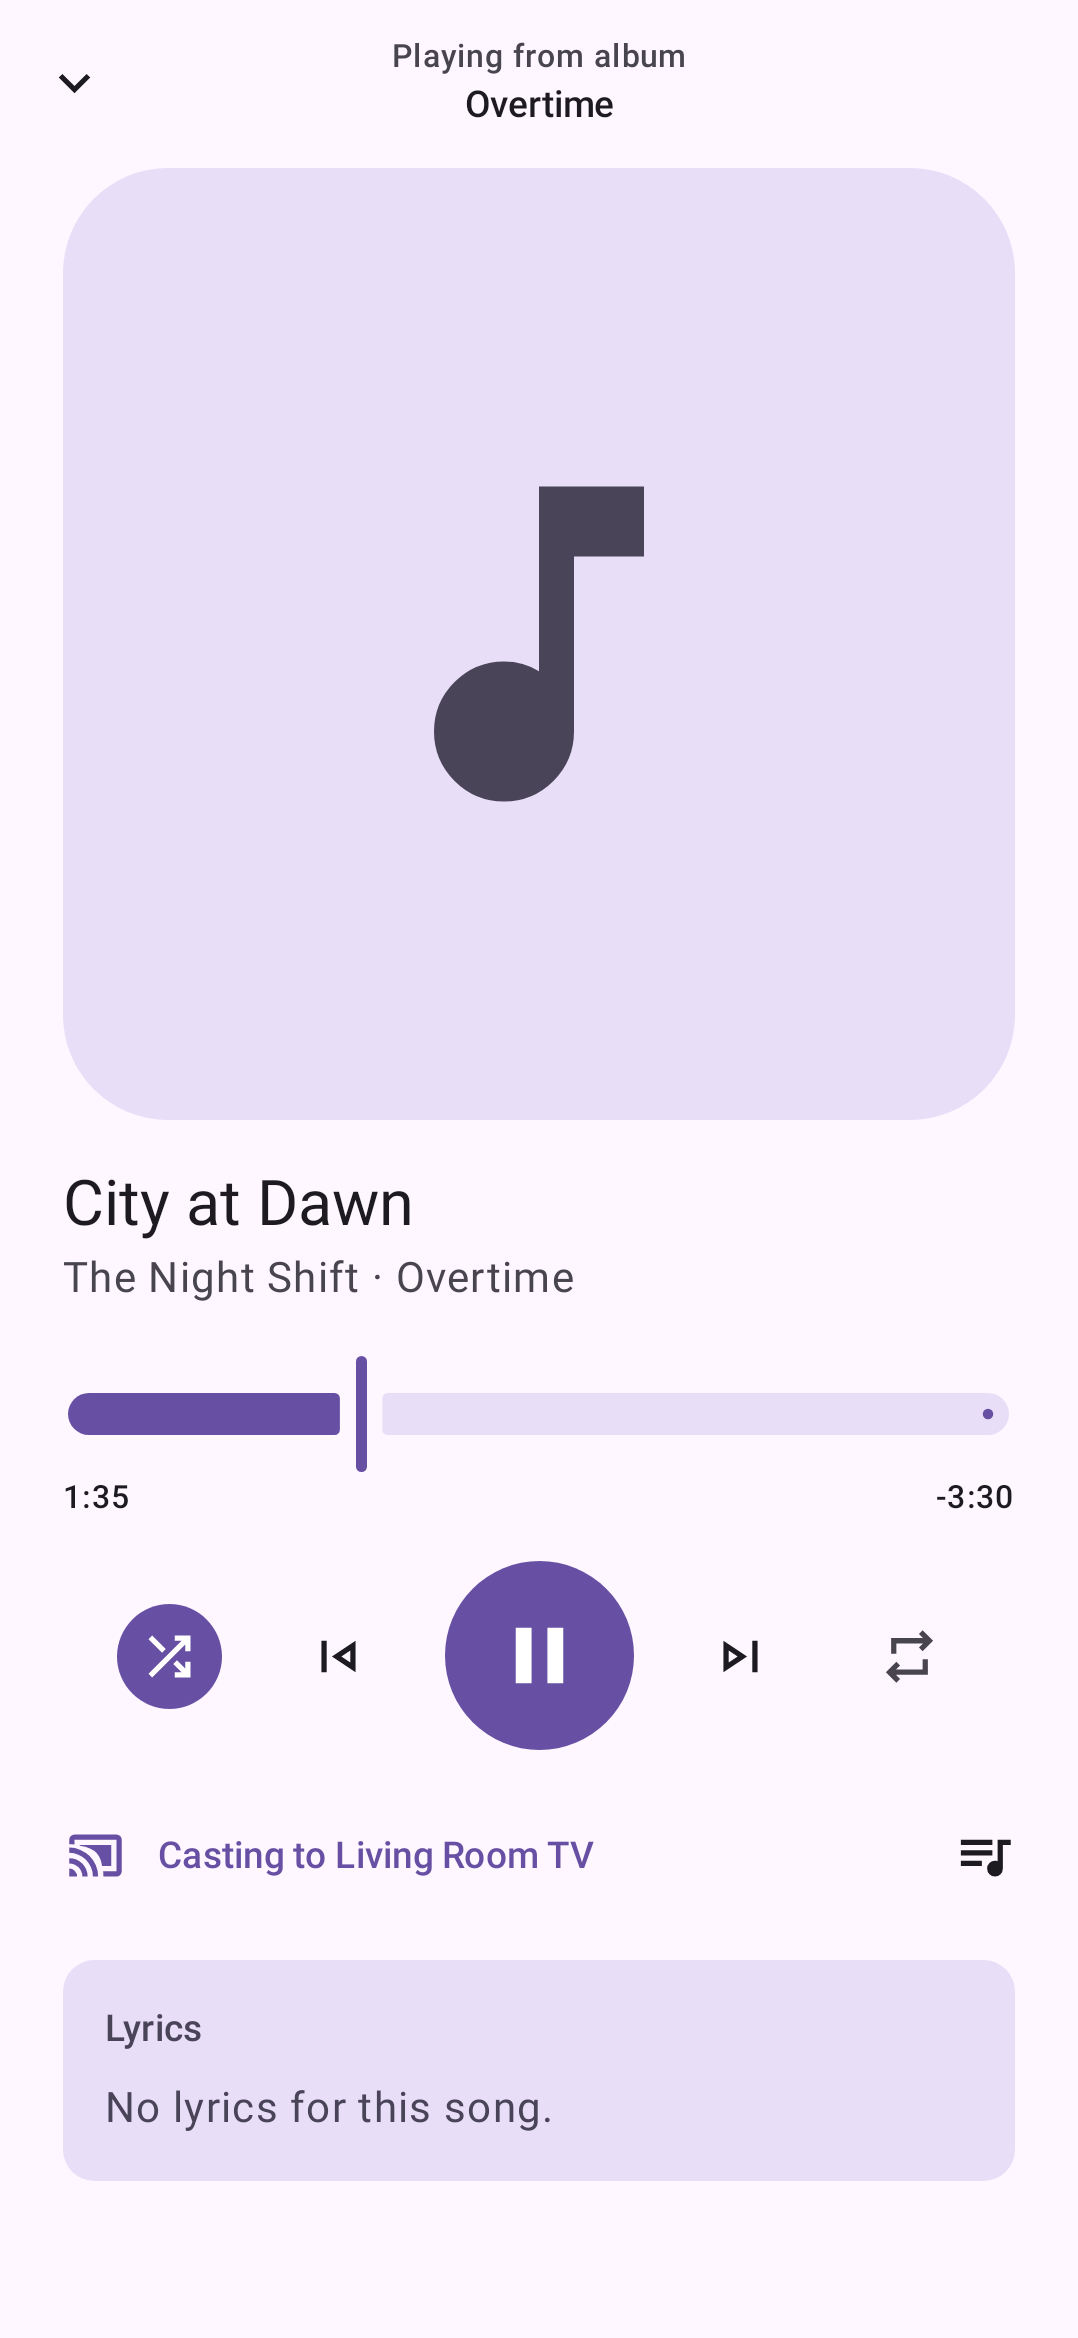 Playing from album
Overtime
City at Dawn
The Night Shift · Overtime
1:35
-3:30
Casting to Living Room TV
Lyrics
No lyrics for this song.